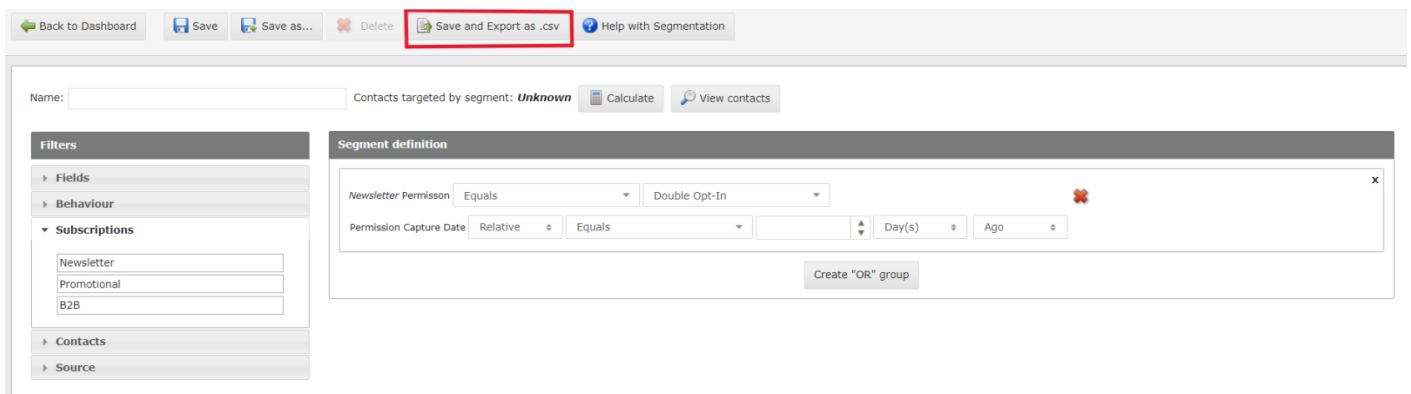 Back to Dashboard Save Save as... Delete Save and Export as .csv Help with Segmentation
Name: Contacts targeted by segment: Unknown Calculate View contacts
Filters
Fields
Behaviour
Subscriptions
Newsletter
Promotional
B2B
Contacts
Source
Segment definition
x
Newsletter Permisson Equals Double Opt-In
Permission Capture Date Relative Equals Day(s) Ago
Create "OR" group